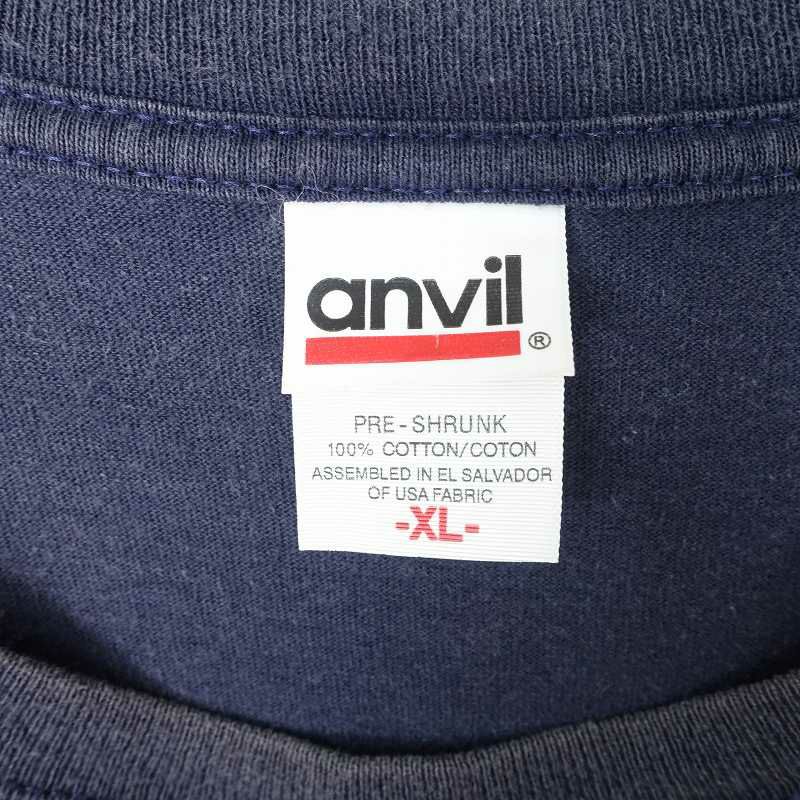 anvil®
PRE-SHRUNK
100% COTTON/COTON
ASSEMBLED IN EL SALVADOR
OF USA FABRIC
-XL-